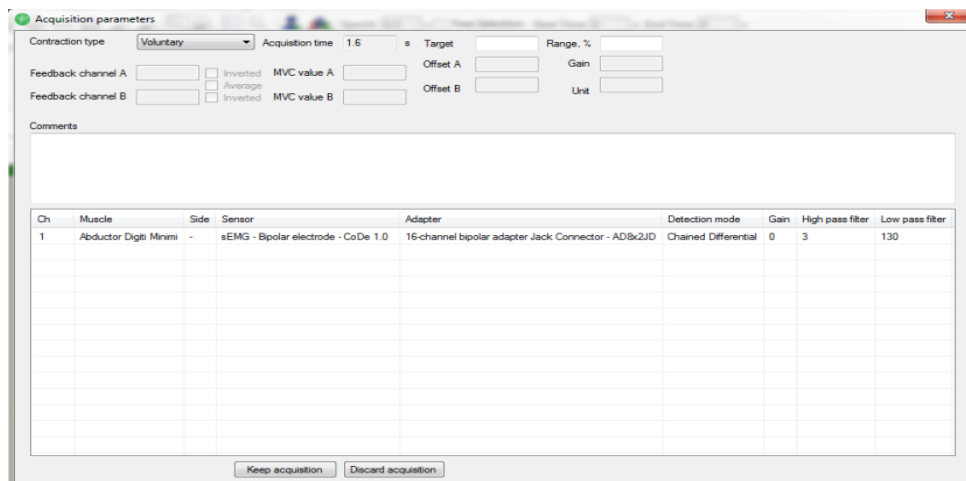 Acquisition parameters
Contraction type Voluntary Acquisition time 1.6 s Target Range, %
Offset A Gain
Feedback channel A Inverted MVC value A
Average Offset B Unit
Feedback channel B Inverted MVC value B
Comments
Ch Muscle Side Sensor Adapter Detection mode Gain High pass filter Low pass filter
1 Abductor Digiti Minimi - sEMG - Bipolar electrode - CoDe 1.0 16-channel bipolar adapter Jack Connector - AD8x2JD Chained Differential 0 3 130
Keep acquisition Discard acquisition